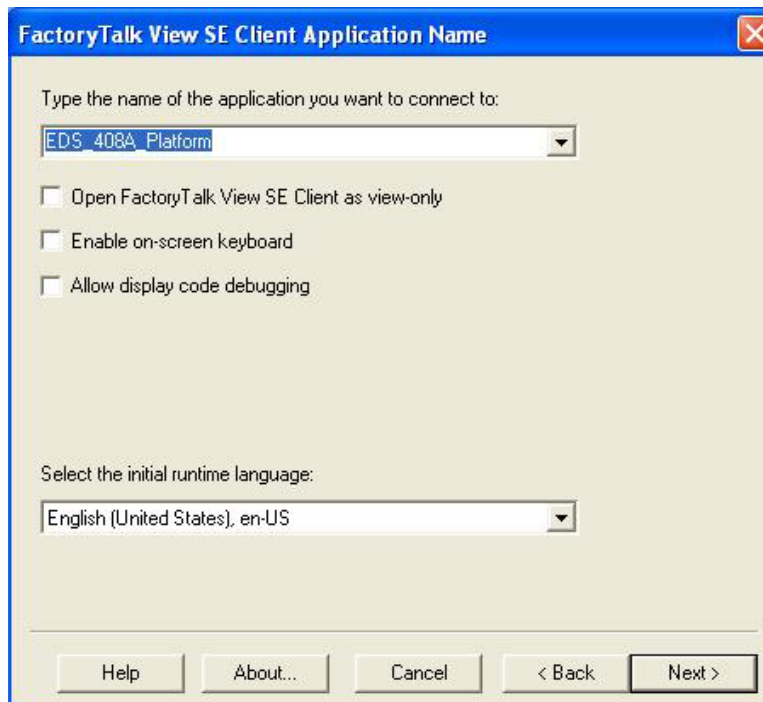 FactoryTalk View SE Client Application Name
Type the name of the application you want to connect to:
EDS_408A_Platform
Open FactoryTalk View SE Client as view-only
Enable on-screen keyboard
Allow display code debugging
Select the initial runtime language:
English (United States), en-US
Help About... Cancel < Back Next >